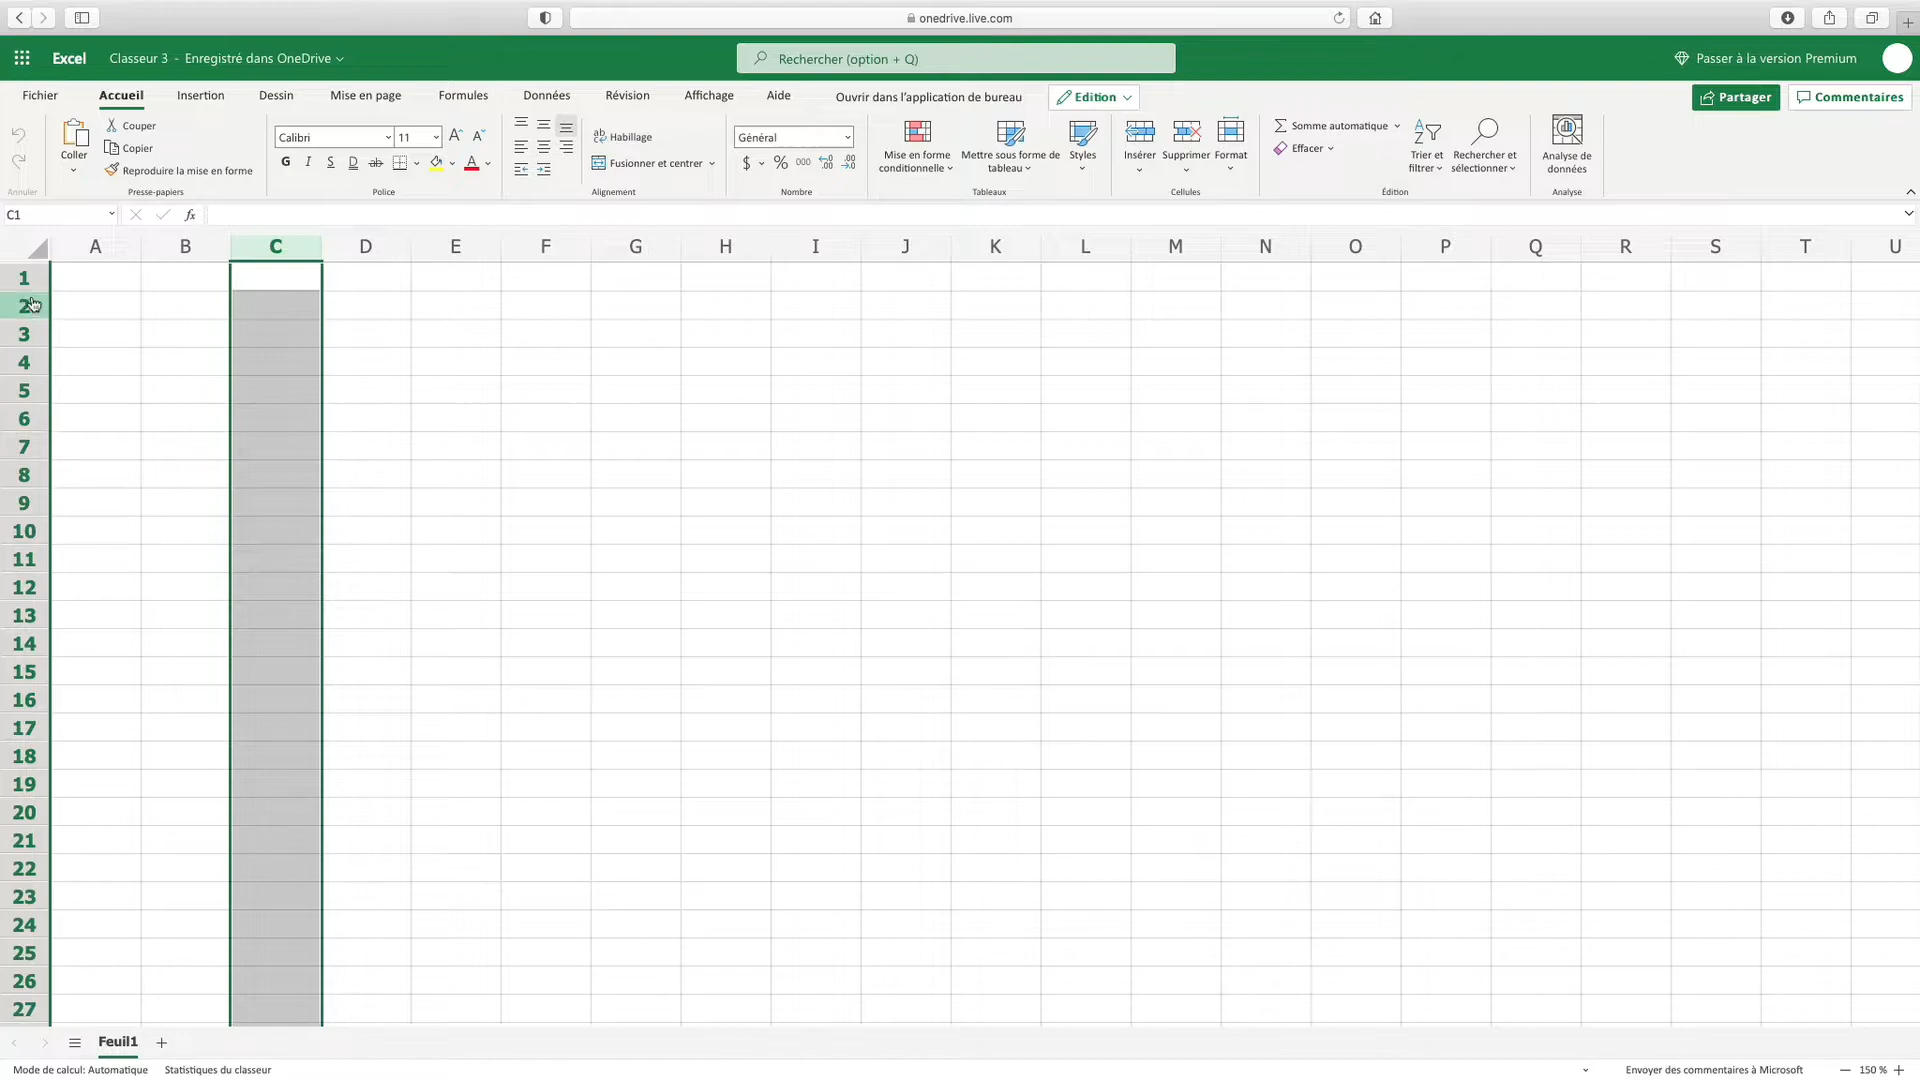 onedrive.live.com
Excel Classeur 3 - Enregistré dans OneDrive
Rechercher (option + Q)
Passer à la version Premium
Fichier Accueil Insertion Dessin Mise en page Formules Données Révision Affichage Aide Ouvrir dans l'application de bureau Edition Partager Commentaires
Annuler
Coller
Couper
Copier
Reproduire la mise en forme
Presse-papiers
Calibri 11 A A
G I S D ab A
Police
ab Habillage
Fusionner et centrer
Alignement
Général
$ % 000 ,00 ,00
Nombre
Mise en forme
conditionnelle
Mettre sous forme de
tableau
Styles
Tableaux
Insérer Supprimer Format
Cellules
Somme automatique
Effacer
A
Z
Trier et
filtrer
Rechercher et
sélectionner
Édition
Analyse de
données
Analyse
C1 fx
A B C D E F G H I J K L M N O P Q R S T U
1
2
3
4
5
6
7
8
9
10
11
12
13
14
15
16
17
18
19
20
21
22
23
24
25
26
27
Feuil1
Mode de calcul: Automatique Statistiques du classeur Envoyer des commentaires à Microsoft 150 %